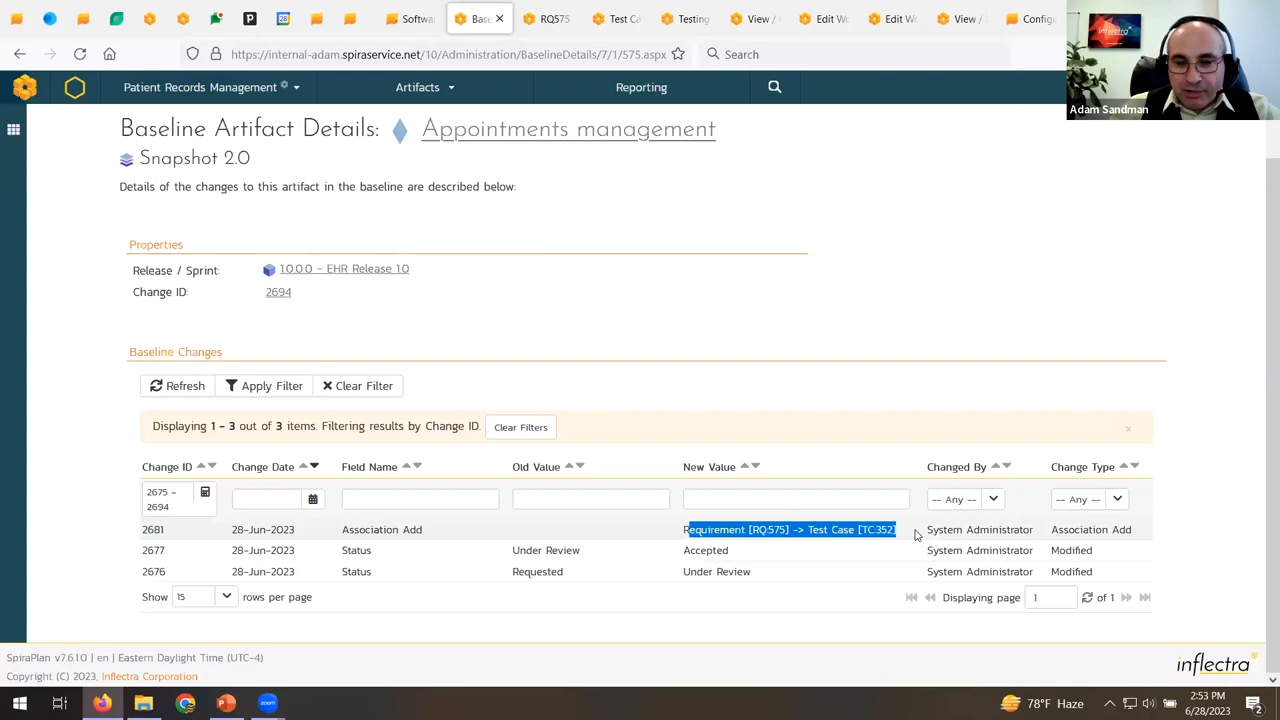 Softwa
Base
RQ575
Test Ca
Testing
View /
Edit Wo
Edit Wo
View /
Config
https://internal-adam.spiraservice.net/Administration/BaselineDetails/7/1/575.aspx
Search
inflectra
Adam Sandman
Patient Records Management
Artifacts
Reporting
Baseline Artifact Details: Appointments management
Snapshot 2.0
Details of the changes to this artifact in the baseline are described below:
Properties
Release / Sprint: 1.0.0.0 - EHR Release 1.0
Change ID: 2694
Baseline Changes
Refresh Apply Filter Clear Filter
Displaying 1 - 3 out of 3 items. Filtering results by Change ID. Clear Filters ×
Change ID Change Date Field Name Old Value New Value Changed By Change Type
2675 - 2694 -- Any -- -- Any --
2681 28-Jun-2023 Association Add Requirement [RQ:575] -> Test Case [TC:352] System Administrator Association Add
2677 28-Jun-2023 Status Under Review Accepted System Administrator Modified
2676 28-Jun-2023 Status Requested Under Review System Administrator Modified
Show 15 rows per page Displaying page 1 of 1
SpiraPlan v7.6.1.0 | en | Eastern Daylight Time (UTC-4)
Copyright (C) 2023, Inflectra Corporation
inflectra
zoom
78°F Haze
2:53 PM
6/28/2023
2